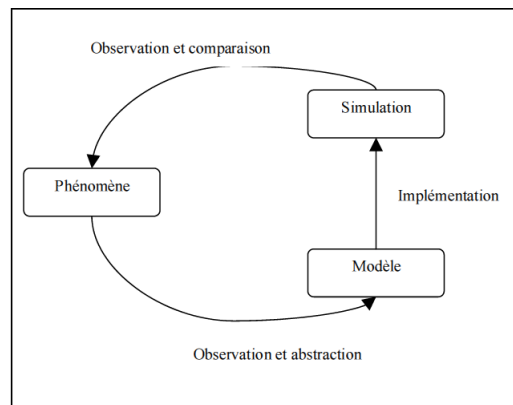 Observation et comparaison
Simulation
Phénomène
Implémentation
Modèle
Observation et abstraction